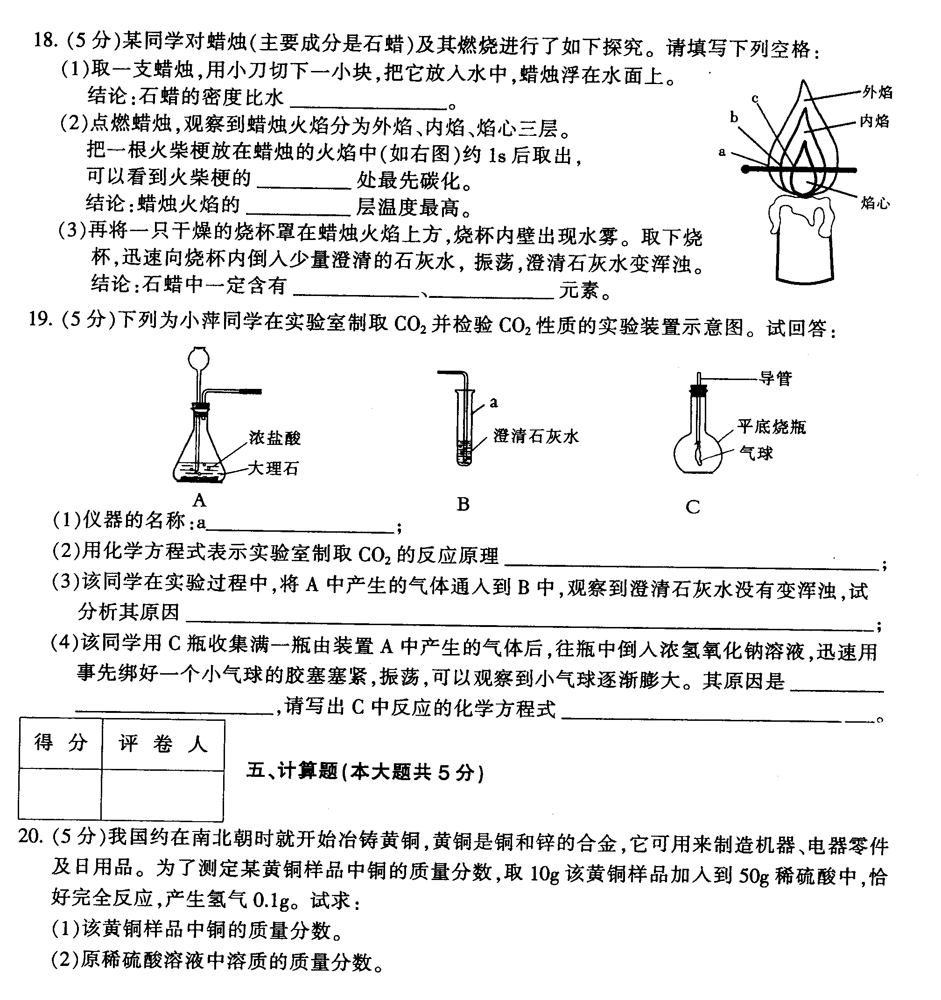 18. (5 分)某同学对蜡烛(主要成分是石蜡)及其燃烧进行了如下探究。请填写下列空格:
(1)取一支蜡烛,用小刀切下一小块,把它放入水中,蜡烛浮在水面上。
结论:石蜡的密度比水 ____________。
(2)点燃蜡烛,观察到蜡烛火焰分为外焰、内焰、焰心三层。
把一根火柴梗放在蜡烛的火焰中(如右图)约 1s 后取出,
可以看到火柴梗的 ________ 处最先碳化。
结论:蜡烛火焰的 ________ 层温度最高。
外焰
内焰
焰心
a
b
c
(3)再将一只干燥的烧杯罩在蜡烛火焰上方,烧杯内壁出现水雾。取下烧
杯,迅速向烧杯内倒入少量澄清的石灰水,振荡,澄清石灰水变浑浊。
结论:石蜡中一定含有 __________、__________ 元素。
19. (5 分)下列为小萍同学在实验室制取 CO₂ 并检验 CO₂ 性质的实验装置示意图。试回答:
浓盐酸
大理石
A
a
澄清石灰水
B
导管
平底烧瓶
气球
C
(1)仪器的名称:a______________;
(2)用化学方程式表示实验室制取 CO₂ 的反应原理 ____________________________;
(3)该同学在实验过程中,将 A 中产生的气体通入到 B 中,观察到澄清石灰水没有变浑浊,试
分析其原因 ____________________________________________________;
(4)该同学用 C 瓶收集满一瓶由装置 A 中产生的气体后,往瓶中倒入浓氢氧化钠溶液,迅速用
事先绑好一个小气球的胶塞塞紧,振荡,可以观察到小气球逐渐膨大。其原因是 _______
_______________,请写出 C 中反应的化学方程式 _____________________ __。
得 分 评 卷 人
五、计算题(本大题共 5 分)
20. (5 分)我国约在南北朝时就开始冶铸黄铜,黄铜是铜和锌的合金,它可用来制造机器、电器零件
及日用品。为了测定某黄铜样品中铜的质量分数,取 10g 该黄铜样品加入到 50g 稀硫酸中,恰
好完全反应,产生氢气 0.1g。试求:
(1)该黄铜样品中铜的质量分数。
(2)原稀硫酸溶液中溶质的质量分数。